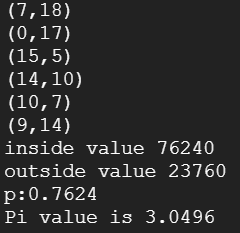 (7,18)
(0,17)
(15,5)
(14,10)
(10,7)
(9,14)
inside value 76240
outside value 23760
p:0.7624
Pi value is 3.0496